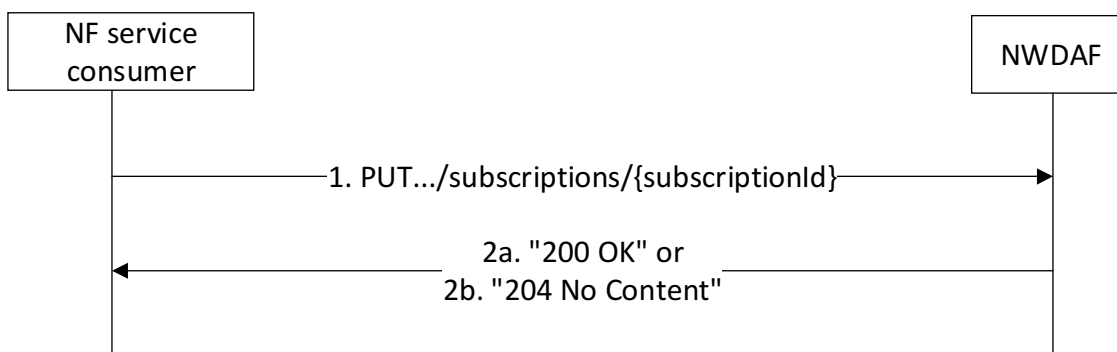 NF service
consumer
NWDAF
1. PUT.../subscriptions/{subscriptionId}
2a. "200 OK" or
2b. "204 No Content"